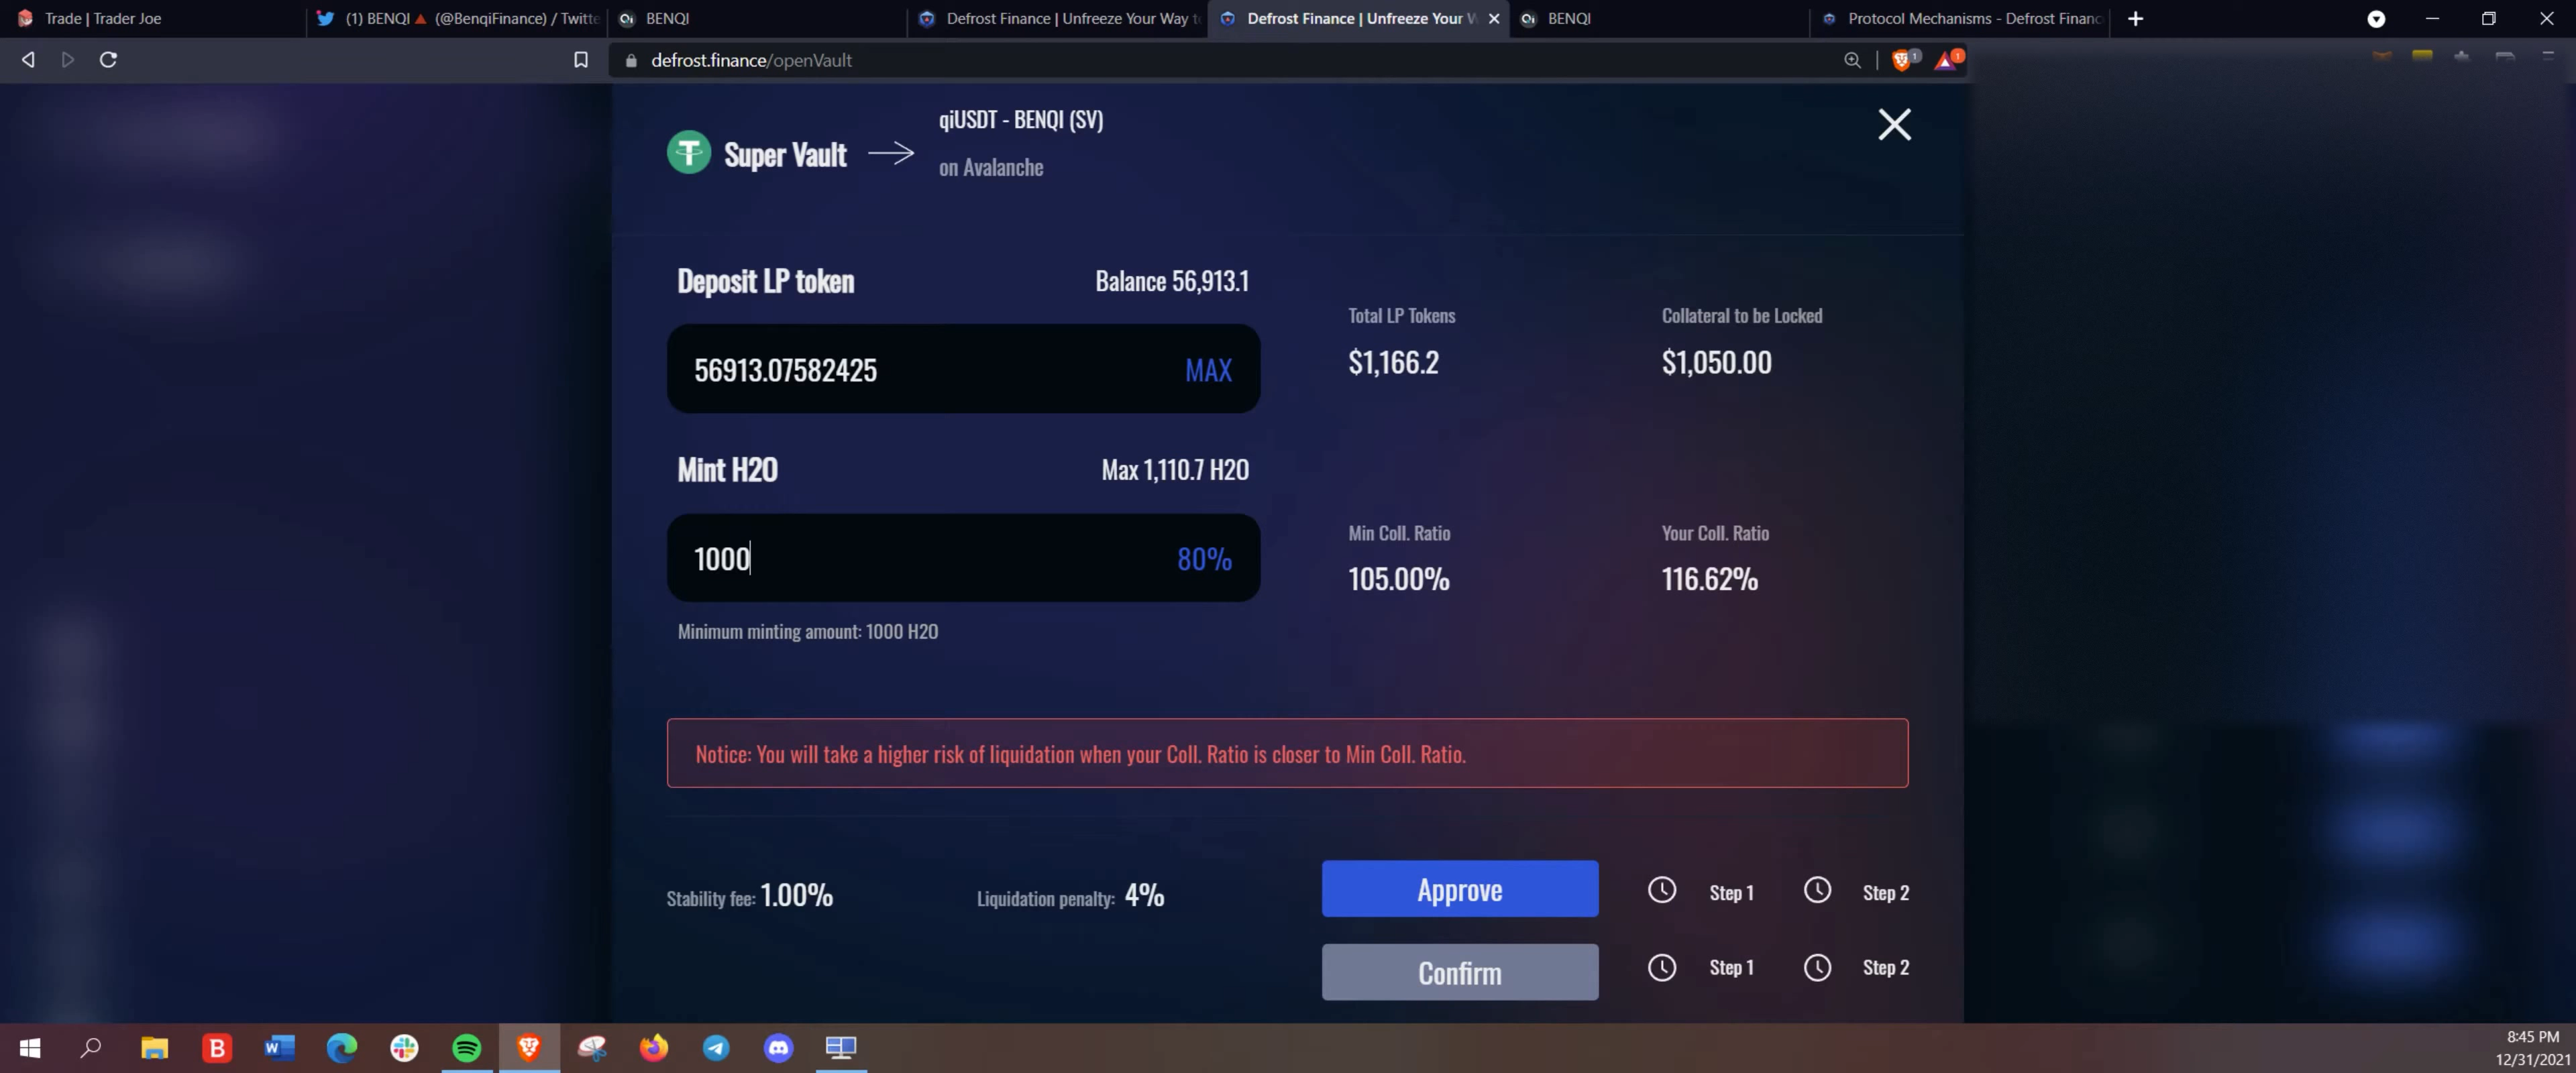 Trade | Trader Joe
(1) BENQI 🔺 (@BenqiFinance) / Twitte
BENQI
Defrost Finance | Unfreeze Your Way t
Defrost Finance | Unfreeze Your W
BENQI
Protocol Mechanisms - Defrost Financ
defrost.finance/openVault
1
1
Super Vault
qiUSDT - BENQI (SV)
on Avalanche
Deposit LP token
Balance 56,913.1
56913.07582425
MAX
Total LP Tokens
Collateral to be Locked
$1,166.2
$1,050.00
Mint H2O
Max 1,110.7 H2O
1000
80%
Min Coll. Ratio
Your Coll. Ratio
105.00%
116.62%
Minimum minting amount: 1000 H2O
Notice: You will take a higher risk of liquidation when your Coll. Ratio is closer to Min Coll. Ratio.
Stability fee: 1.00%
Liquidation penalty: 4%
Approve
Step 1
Step 2
Confirm
Step 1
Step 2
8:45 PM
12/31/2021